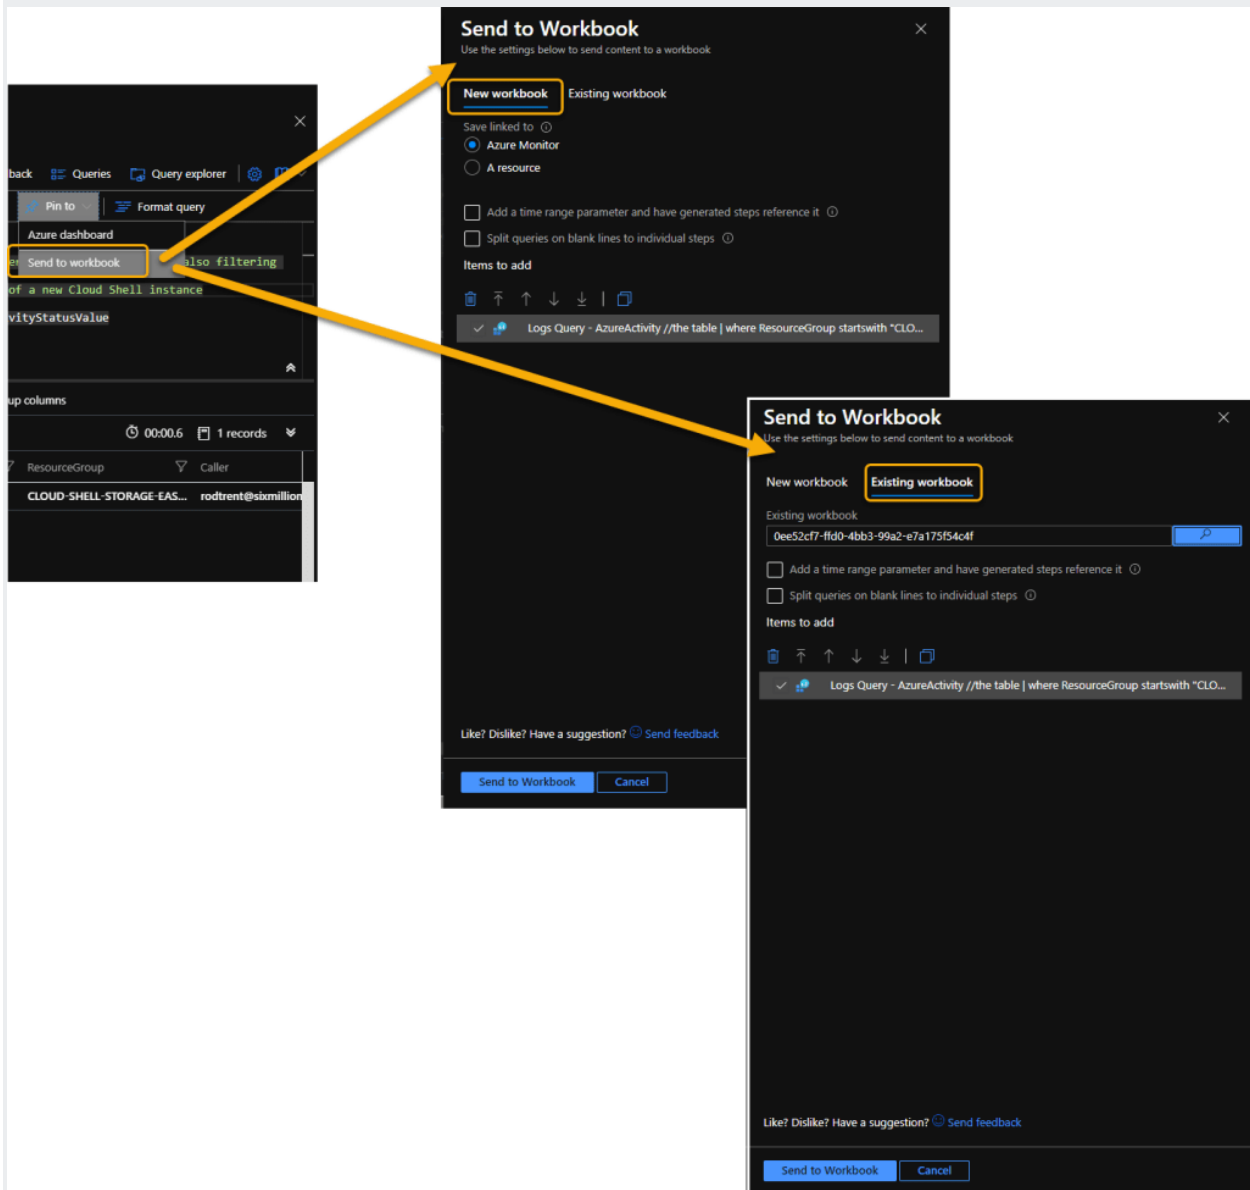 back Queries Query explorer
Pin to Format query
Azure dashboard
Send to workbook also filtering
of a new Cloud Shell instance
vityStatusValue
up columns
00:00.6 1 records
ResourceGroup Caller
CLOUD-SHELL-STORAGE-EAS... rodtrent@sixmillion
Send to Workbook
Use the settings below to send content to a workbook
New workbook Existing workbook
Save linked to
Azure Monitor
A resource
Add a time range parameter and have generated steps reference it
Split queries on blank lines to individual steps
Items to add
Logs Query - AzureActivity //the table | where ResourceGroup startswith "CLO...
Like? Dislike? Have a suggestion? Send feedback
Send to Workbook Cancel
Send to Workbook
Use the settings below to send content to a workbook
New workbook Existing workbook
Existing workbook
0ee52cf7-ffd0-4bb3-99a2-e7a175f54c4f
Add a time range parameter and have generated steps reference it
Split queries on blank lines to individual steps
Items to add
Logs Query - AzureActivity //the table | where ResourceGroup startswith "CLO...
Like? Dislike? Have a suggestion? Send feedback
Send to Workbook Cancel